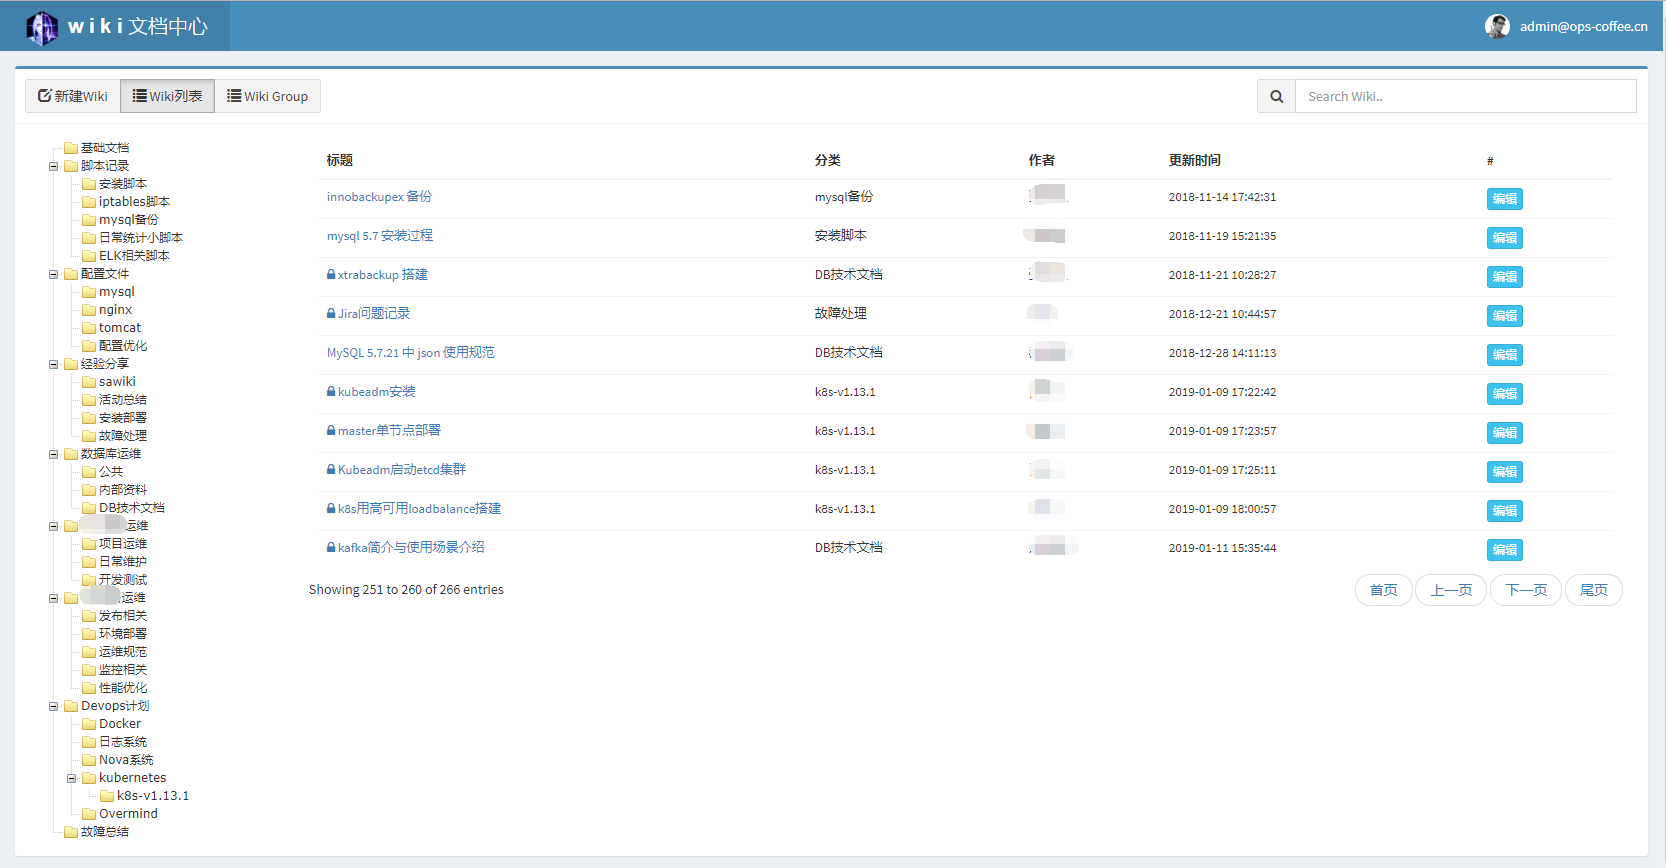 wiki文档中心
admin@ops-coffee.cn
新建Wiki
Wiki列表
Wiki Group
Search Wiki..
基础文档
脚本记录
安装脚本
iptables脚本
mysql备份
日常统计小脚本
ELK相关脚本
配置文件
mysql
nginx
tomcat
配置优化
经验分享
sawiki
活动总结
安装部署
故障处理
数据库运维
公共
内部资料
DB技术文档
运维
项目运维
日常维护
开发测试
运维
发布相关
环境部署
运维规范
监控相关
性能优化
Devops计划
Docker
日志系统
Nova系统
kubernetes
k8s-v1.13.1
Overmind
故障总结
标题 分类 作者 更新时间 #
innobackupex 备份 mysql备份 2018-11-14 17:42:31 编辑
mysql 5.7 安装过程 安装脚本 2018-11-19 15:21:35 编辑
xtrabackup 搭建 DB技术文档 2018-11-21 10:28:27 编辑
Jira问题记录 故障处理 2018-12-21 10:44:57 编辑
MySQL 5.7.21 中 json 使用规范 DB技术文档 2018-12-28 14:11:13 编辑
kubeadm安装 k8s-v1.13.1 2019-01-09 17:22:42 编辑
master单节点部署 k8s-v1.13.1 2019-01-09 17:23:57 编辑
Kubeadm启动etcd集群 k8s-v1.13.1 2019-01-09 17:25:11 编辑
k8s用高可用loadbalance搭建 k8s-v1.13.1 2019-01-09 18:00:57 编辑
kafka简介与使用场景介绍 DB技术文档 2019-01-11 15:35:44 编辑
Showing 251 to 260 of 266 entries
首页 上一页 下一页 尾页